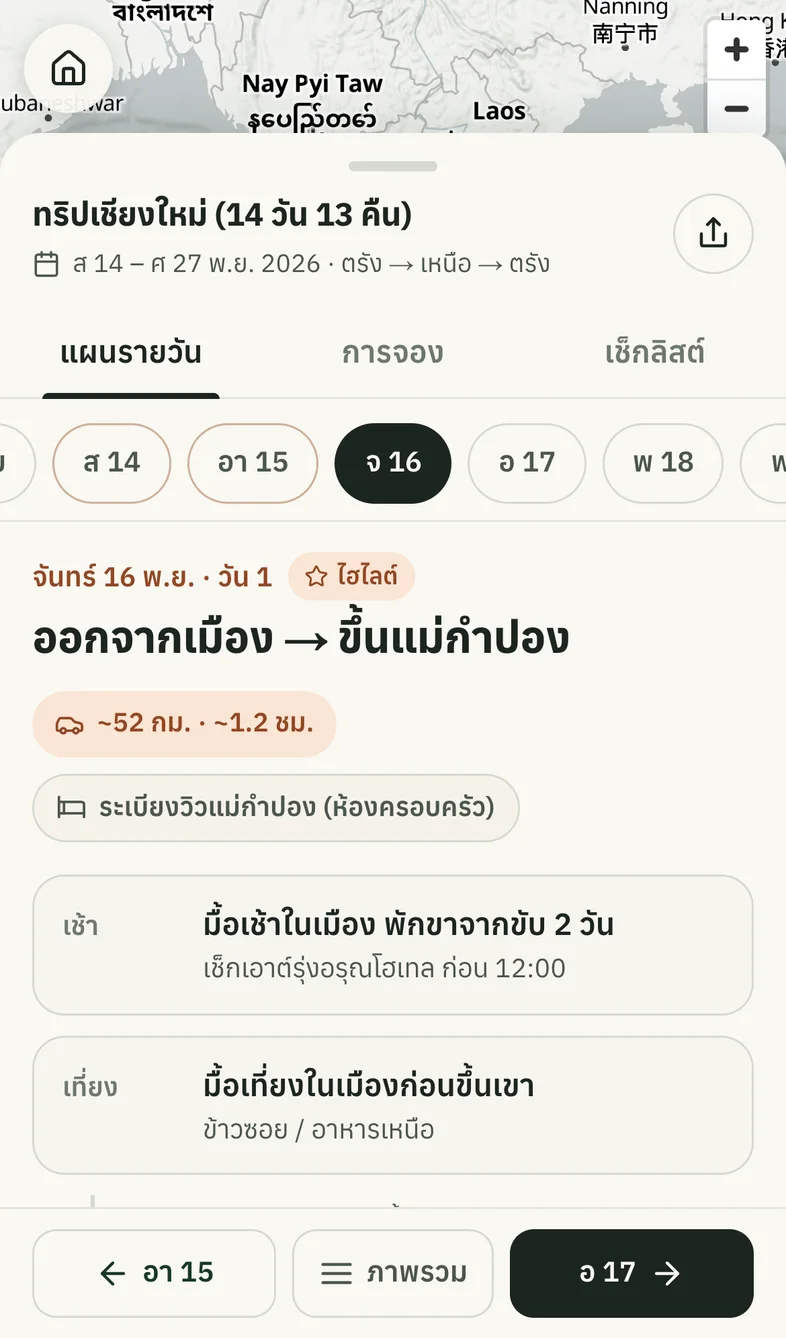 বাংলাদেশ
Nanning
南宁市
Nay Pyi Taw
နေပြည်တော်
Laos
ทริปเชียงใหม่ (14 วัน 13 คืน)
ส 14 – ศ 27 พ.ย. 2026 · ตรัง → เหนือ → ตรัง
แผนรายวัน
การจอง
เช็กลิสต์
ส 14
อา 15
จ 16
อ 17
พ 18
จันทร์ 16 พ.ย. · วัน 1
ไฮไลต์
ออกจากเมือง → ขึ้นแม่กำปอง
~52 กม. · ~1.2 ชม.
ระเบียงวิวแม่กำปอง (ห้องครอบครัว)
เช้า
มื้อเช้าในเมือง พักขาจากขับ 2 วัน
เช็กเอาต์รุ่งอรุณโฮเทล ก่อน 12:00
เที่ยง
มื้อเที่ยงในเมืองก่อนขึ้นเขา
ข้าวซอย / อาหารเหนือ
← อา 15
ภาพรวม
อ 17 →